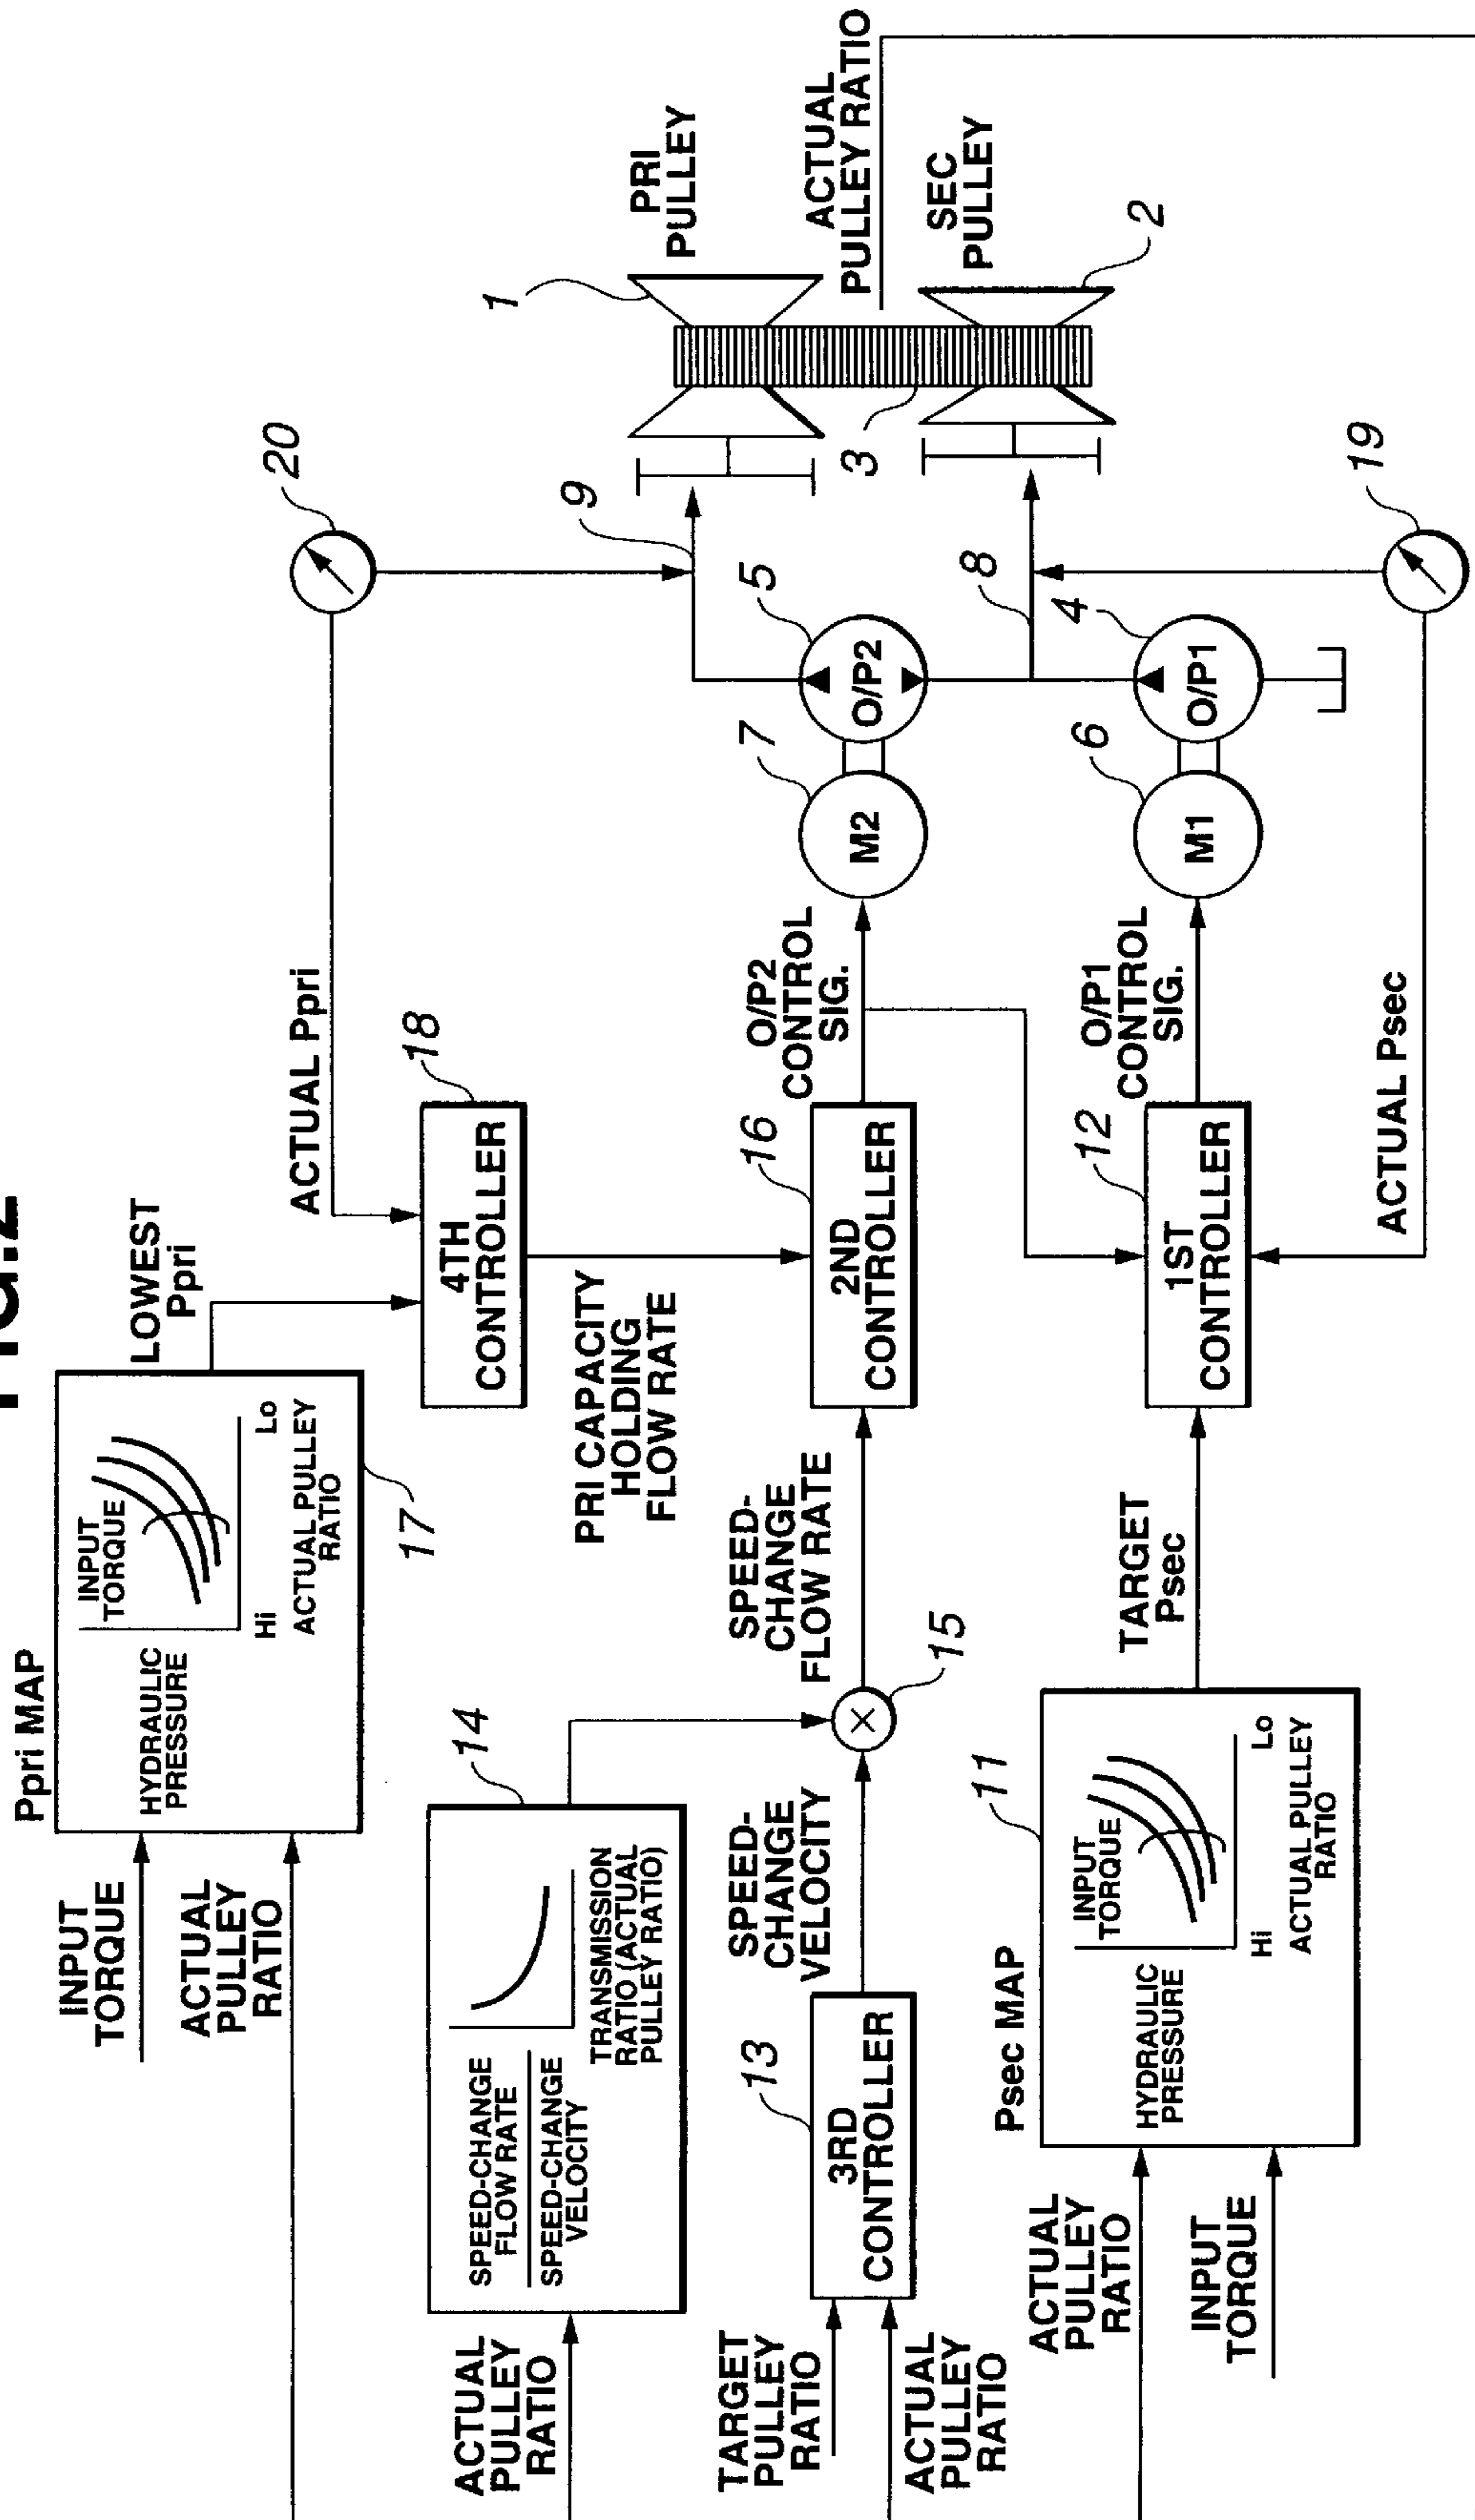 Ppri MAP
INPUT
TORQUE
ACTUAL
PULLEY
RATIO
HYDRAULIC
PRESSURE
INPUT
TORQUE
Hi
Lo
ACTUAL PULLEY
RATIO
17
LOWEST
Ppri
ACTUAL Ppri
20
4TH
CONTROLLER
18
PRI CAPACITY
HOLDING
FLOW RATE
ACTUAL
PULLEY
RATIO
SPEED-CHANGE
FLOW RATE
SPEED-CHANGE
VELOCITY
TRANSMISSION
RATIO (ACTUAL
PULLEY RATIO)
14
TARGET
PULLEY
RATIO
ACTUAL
PULLEY
RATIO
3RD
CONTROLLER
13
SPEED-
CHANGE
VELOCITY
×
15
SPEED-
CHANGE
FLOW RATE
2ND
CONTROLLER
16
O/P2
CONTROL
SIG.
M2
7
O/P2
5
9
1
PRI
PULLEY
ACTUAL
PULLEY RATIO
3
SEC
PULLEY
2
Psec MAP
ACTUAL
PULLEY
RATIO
INPUT
TORQUE
HYDRAULIC
PRESSURE
INPUT
TORQUE
Hi
Lo
ACTUAL PULLEY
RATIO
11
TARGET
Psec
1ST
CONTROLLER
12
O/P1
CONTROL
SIG.
M1
6
O/P1
4
8
ACTUAL Psec
19